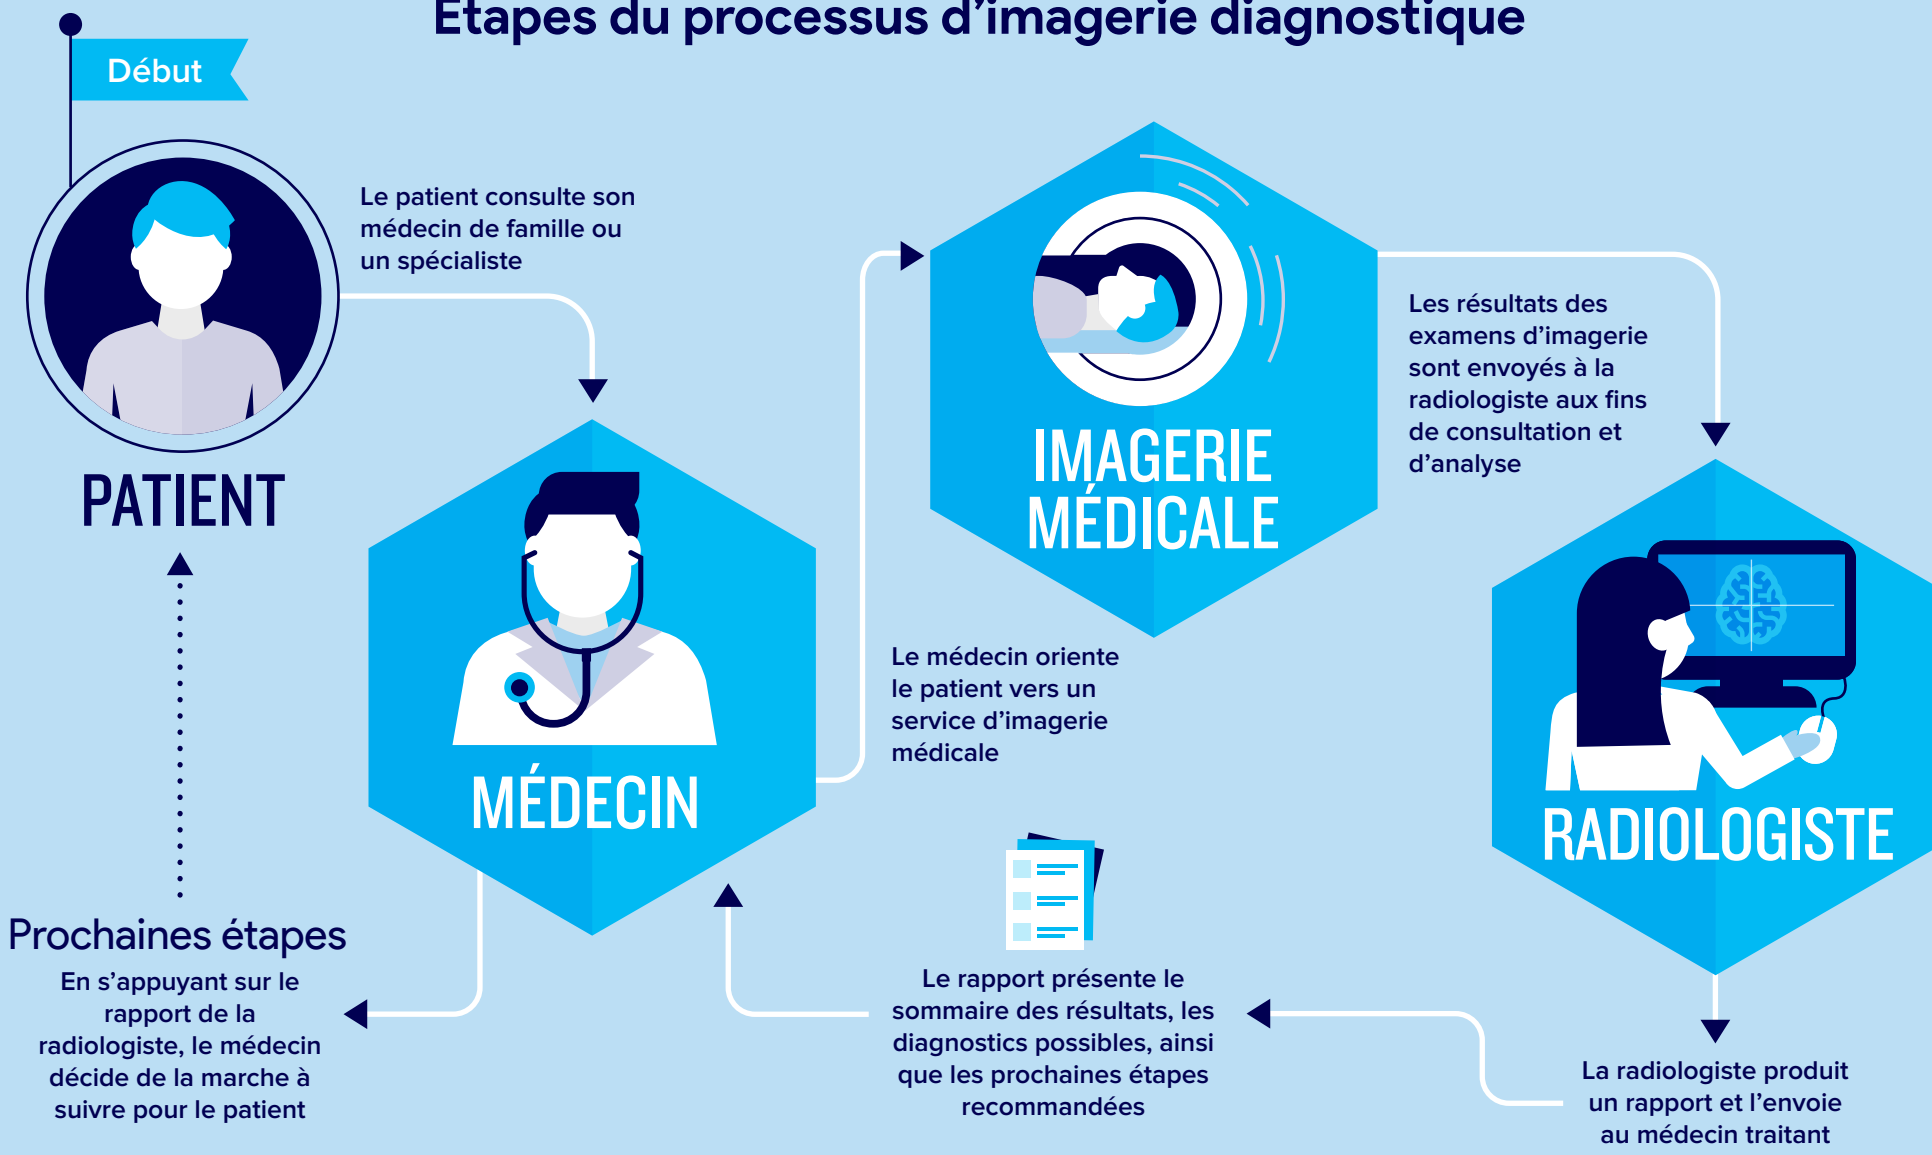 Étapes du processus d’imagerie diagnostique
Début
Le patient consulte son
médecin de famille ou
un spécialiste
PATIENT
MÉDECIN
Le médecin oriente
le patient vers un
service d’imagerie
médicale
IMAGERIE
MÉDICALE
Les résultats des
examens d’imagerie
sont envoyés à la
radiologiste aux fins
de consultation et
d’analyse
RADIOLOGISTE
La radiologiste produit
un rapport et l’envoie
au médecin traitant
Le rapport présente le
sommaire des résultats, les
diagnostics possibles, ainsi
que les prochaines étapes
recommandées
Prochaines étapes
En s’appuyant sur le
rapport de la
radiologiste, le médecin
décide de la marche à
suivre pour le patient